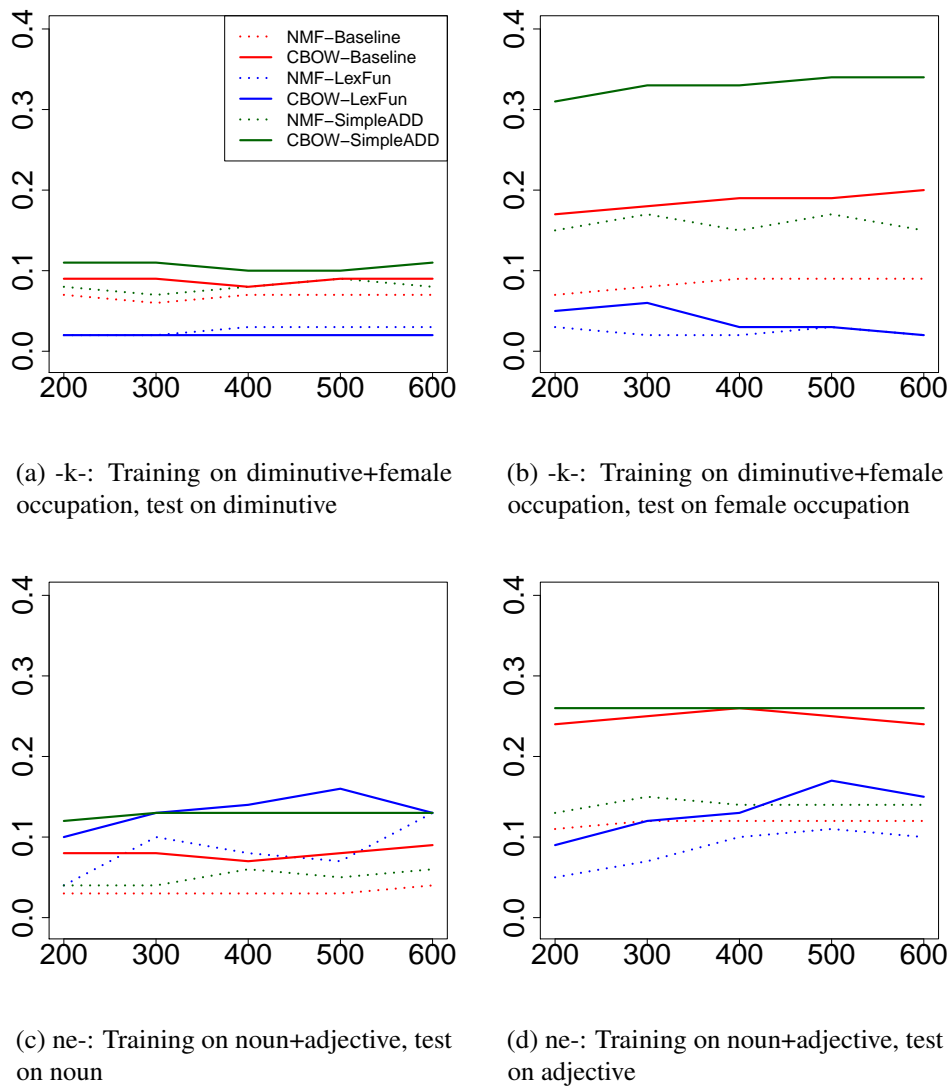 0.4
0.3
0.2
0.1
0.0
NMF−Baseline
CBOW−Baseline
NMF−LexFun
CBOW−LexFun
NMF−SimpleADD
CBOW−SimpleADD
200 300 400 500 600
0.4
0.3
0.2
0.1
0.0
200 300 400 500 600
(a) -k-: Training on diminutive+female
occupation, test on diminutive
(b) -k-: Training on diminutive+female
occupation, test on female occupation
0.4
0.3
0.2
0.1
0.0
200 300 400 500 600
0.4
0.3
0.2
0.1
0.0
200 300 400 500 600
(c) ne-: Training on noun+adjective, test
on noun
(d) ne-: Training on noun+adjective, test
on adjective